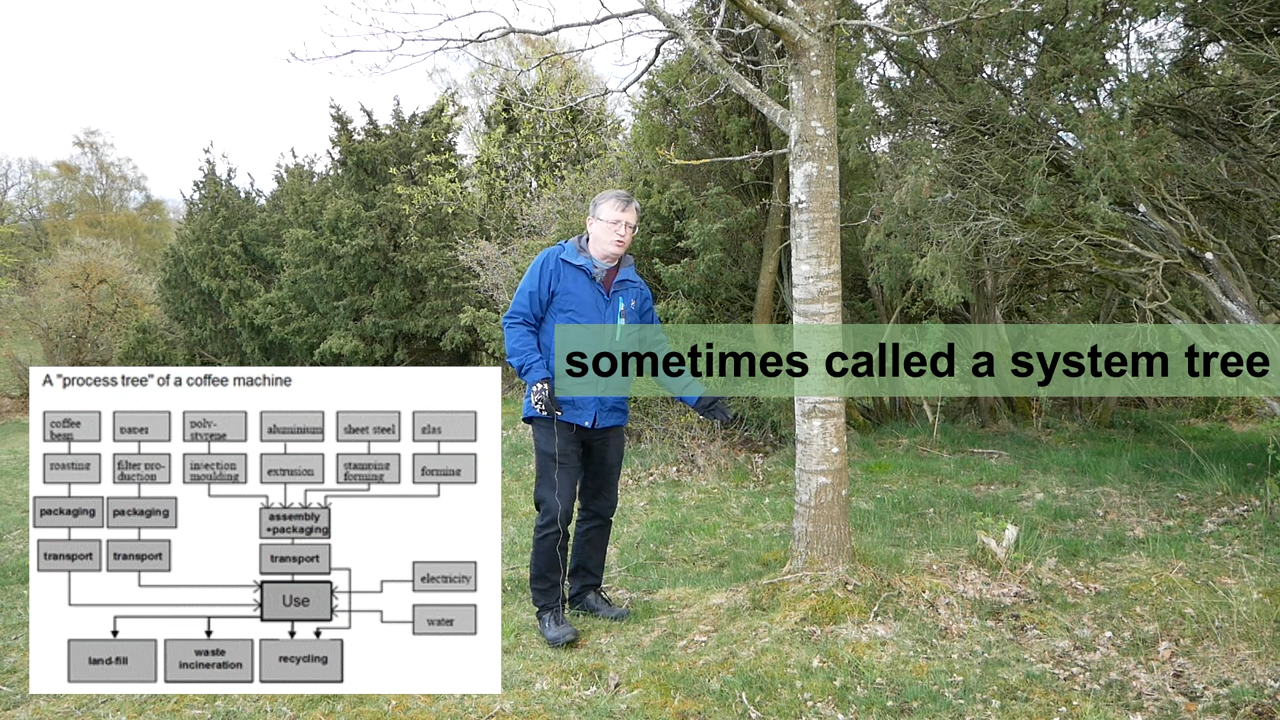 sometimes called a system tree
A "process tree" of a coffee machine
coffee bean
paper
poly-
styrene
aluminium
sheet steel
glas
roasting
filter pro-
duction
injection
moulding
extrusion
stamping
forming
forming
packaging
packaging
assembly
+packaging
transport
transport
transport
electricity
Use
water
land-fill
waste
incineration
recycling